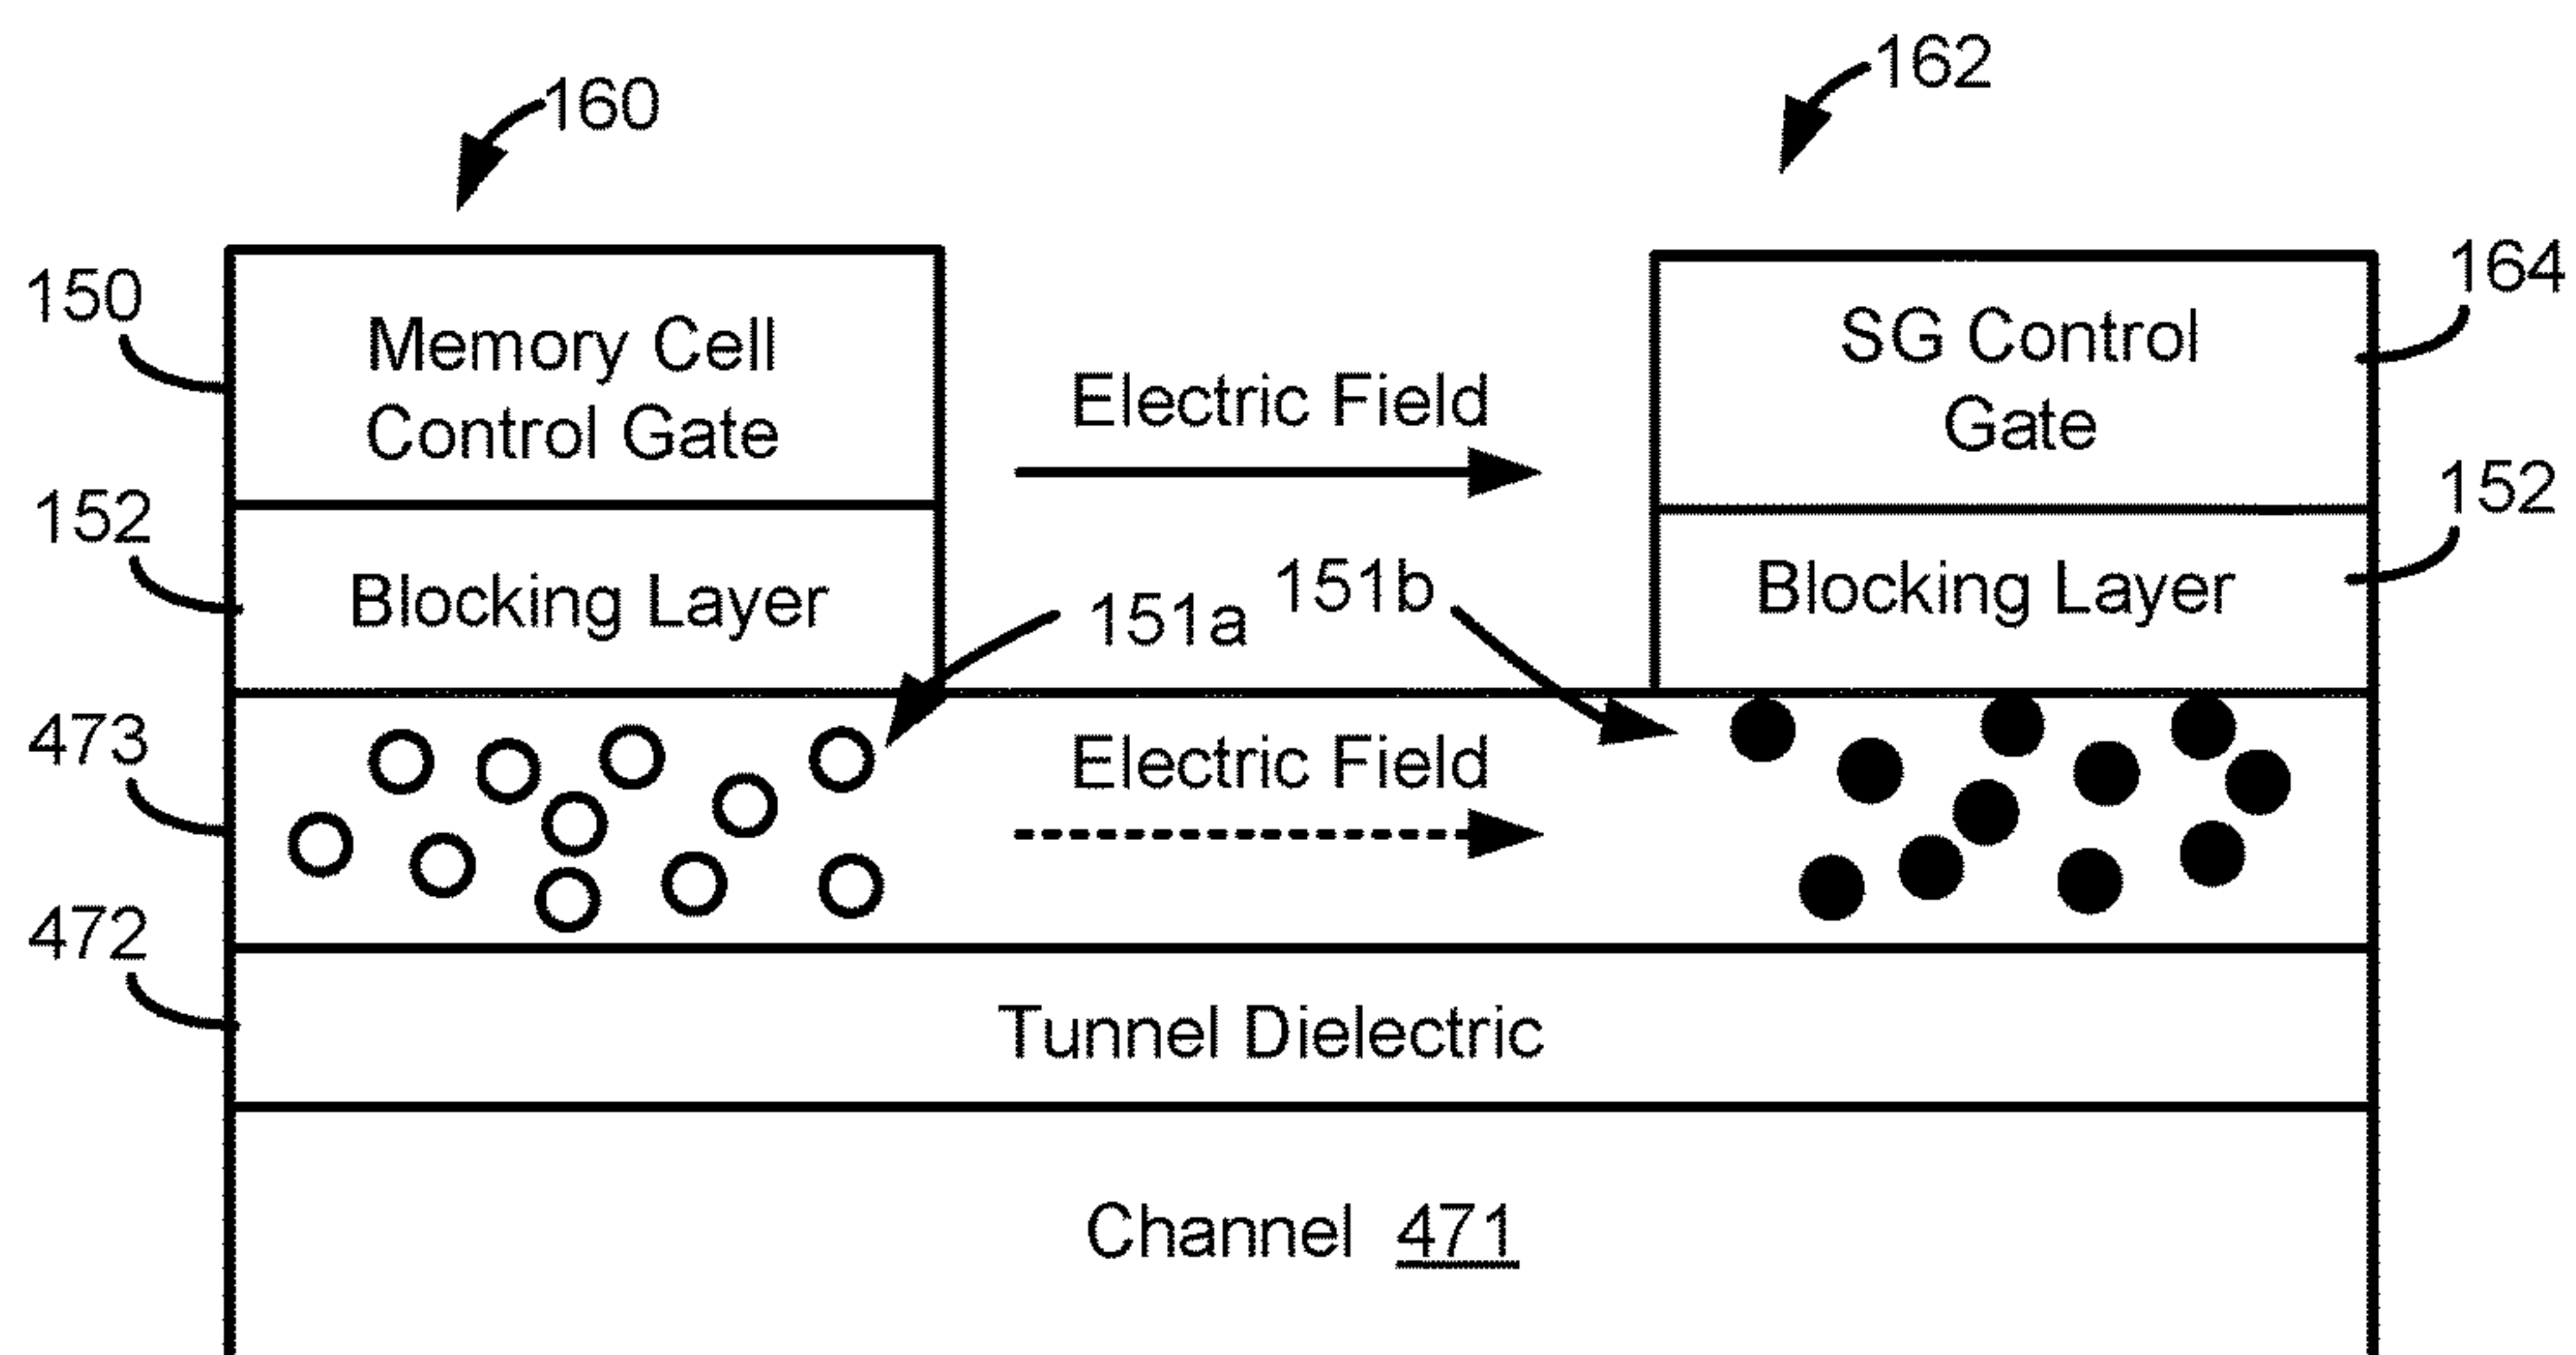 160
162
150
Memory Cell
Control Gate
Electric Field
SG Control
Gate
164
152
Blocking Layer
151a
151b
Blocking Layer
152
473
Electric Field
472
Tunnel Dielectric
Channel 471